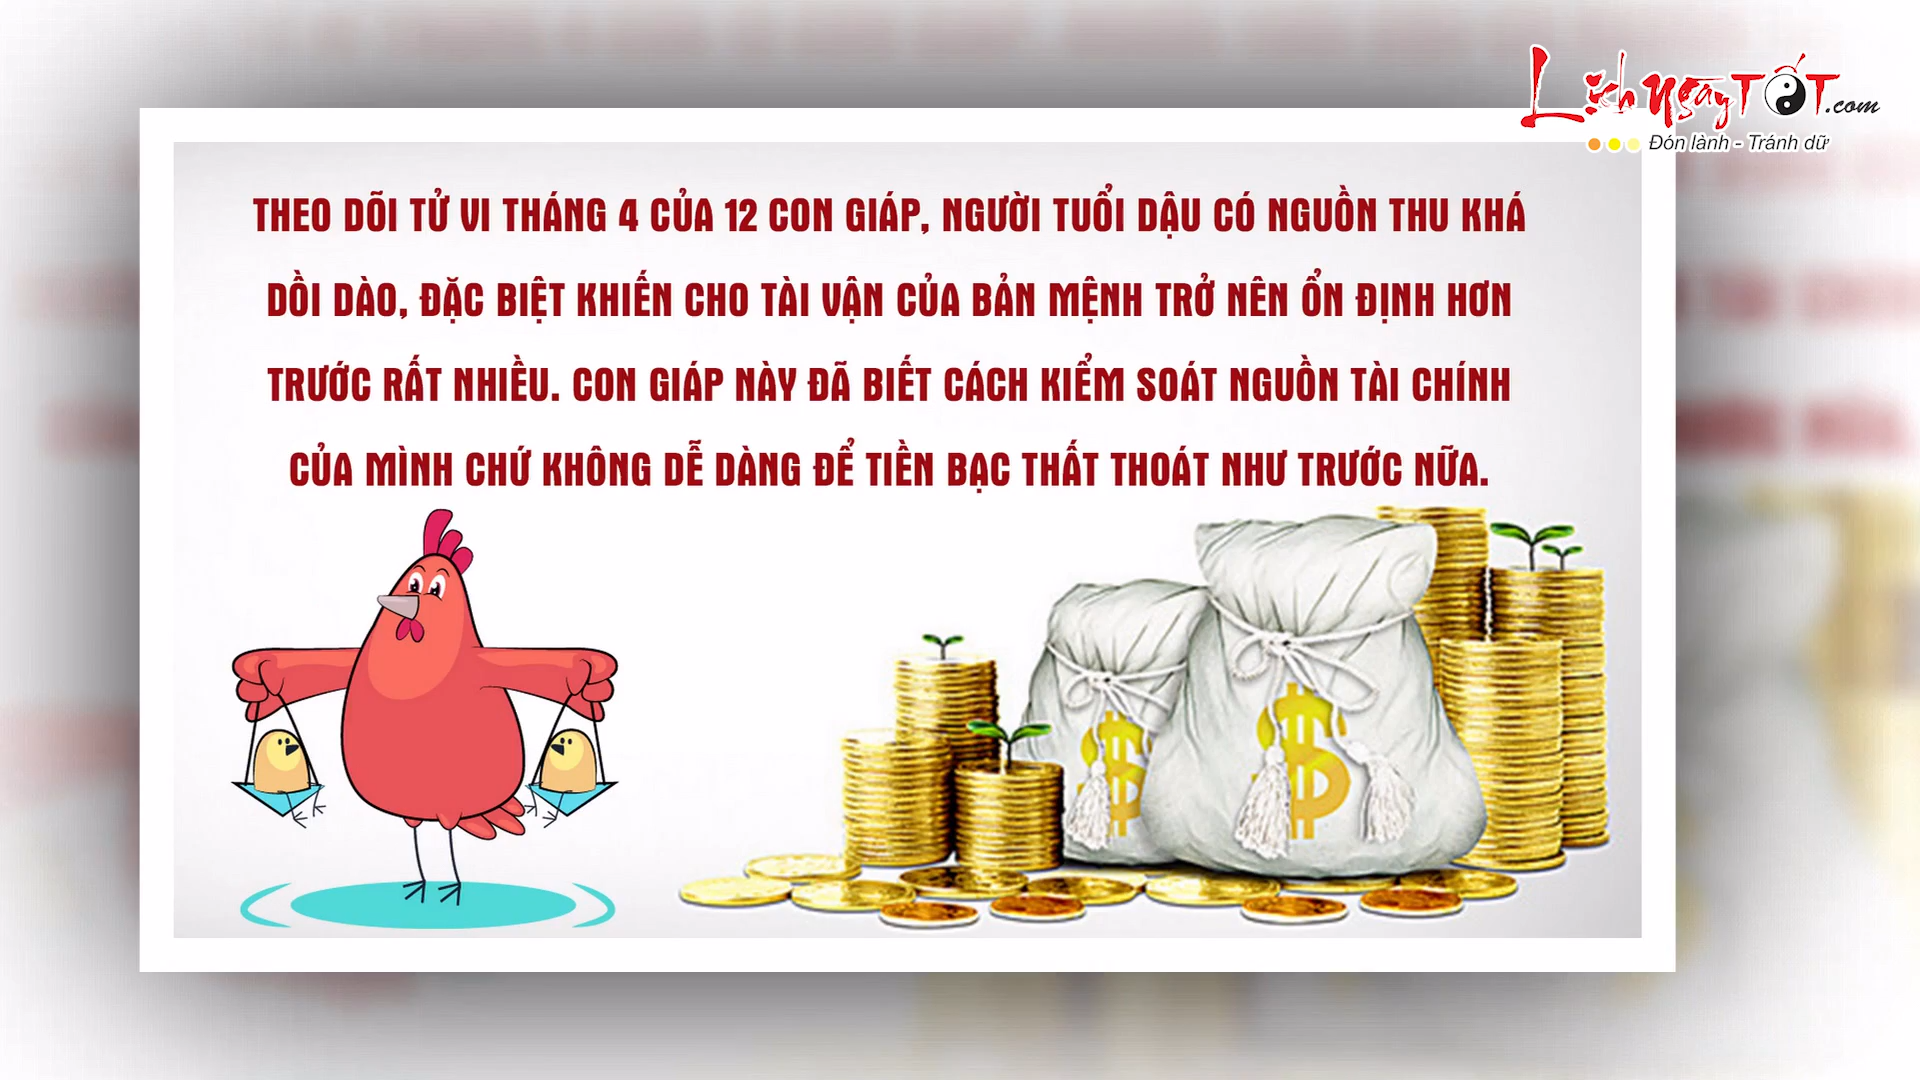 LịchNgàyTỐT.com
Đón lành - Tránh dữ
THEO DÕI TỬ VI THÁNG 4 CỦA 12 CON GIÁP, NGƯỜI TUỔI DẬU CÓ NGUỒN THU KHÁ
DỒI DÀO, ĐẶC BIỆT KHIẾN CHO TÀI VẬN CỦA BẢN MỆNH TRỞ NÊN ỔN ĐỊNH HƠN
TRƯỚC RẤT NHIỀU. CON GIÁP NÀY ĐÃ BIẾT CÁCH KIỂM SOÁT NGUỒN TÀI CHÍNH
CỦA MÌNH CHỨ KHÔNG DỄ DÀNG ĐỂ TIỀN BẠC THẤT THOÁT NHƯ TRƯỚC NỮA.
$
$